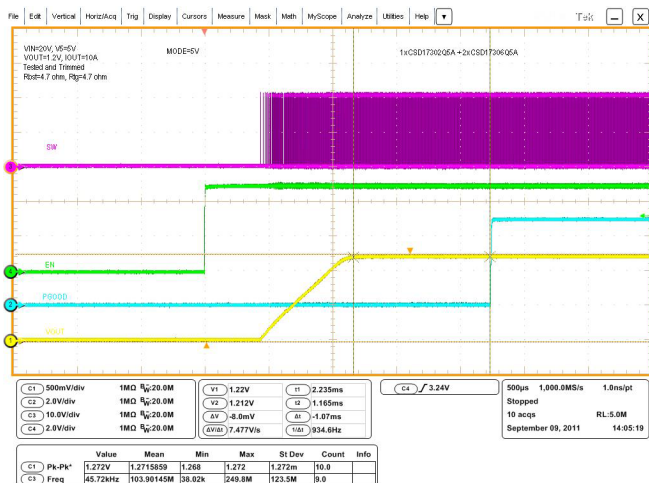 File Edit Vertical Horiz/Acq Trig Display Cursors Measure Mask Math MyScope Analyze Utilities Help
Tek
X
VIN=20V, V5=5V
VOUT=1.2V, IOUT=10A
Tested and Trimmed
Rbst=4.7 ohm, Rtg=4.7 ohm
MODE=5V
1xCSD17302Q5A+2xCSD17306Q5A
SW
3
EN
4
PGOOD
2
VOUT
1
C1 500mV/div 1MΩ BW:20.0M
C2 2.0V/div 1MΩ BW:20.0M
C3 10.0V/div 1MΩ BW:20.0M
C4 2.0V/div 1MΩ BW:20.0M
V1 1.22V
V2 1.212V
ΔV -8.0mV
ΔV/Δt 7.477V/s
t1 2.235ms
t2 1.165ms
Δt -1.07ms
1/Δt 934.6Hz
C4 3.24V
500µs 1,000.0MS/s 1.0ns/pt
Stopped
10 acqs RL:5.0M
September 09, 2011 14:05:19
Value Mean Min Max St Dev Count Info
C1 Pk-Pk* 1.272V 1.2715859 1.268 1.272 1.272m 10.0
C3 Freq 45.72kHz 103.90145M 38.02k 249.8M 123.5M 9.0